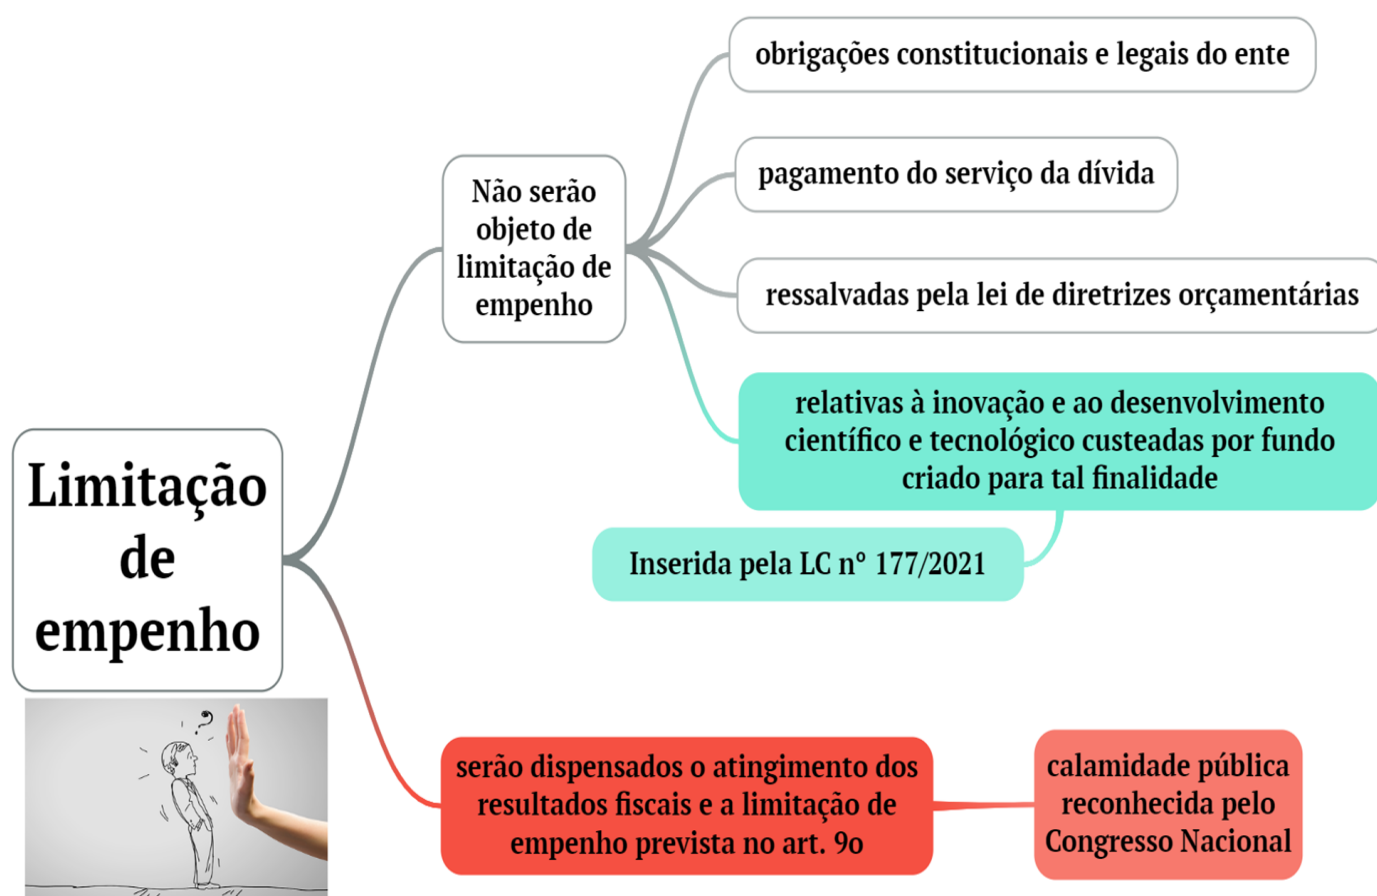 obrigações constitucionais e legais do ente
pagamento do serviço da dívida
Não serão
objeto de
limitação de
empenho
ressalvadas pela lei de diretrizes orçamentárias
relativas à inovação e ao desenvolvimento
científico e tecnológico custeadas por fundo
criado para tal finalidade
Inserida pela LC nº 177/2021
Limitação
de
empenho
serão dispensados o atingimento dos
resultados fiscais e a limitação de
empenho prevista no art. 9o
calamidade pública
reconhecida pelo
Congresso Nacional
?